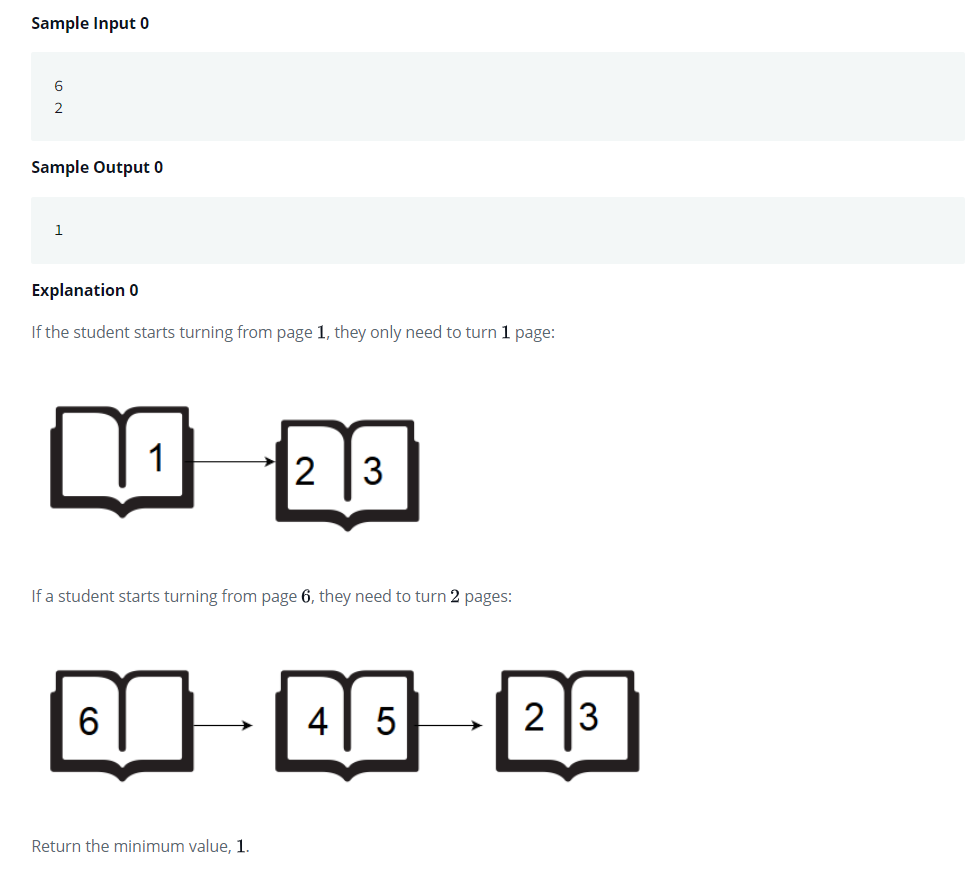 Sample Input 0
6
2
Sample Output 0
1
Explanation 0
If the student starts turning from page 1, they only need to turn 1 page:
1 2 3
If a student starts turning from page 6, they need to turn 2 pages:
6 4 5 2 3
Return the minimum value, 1.